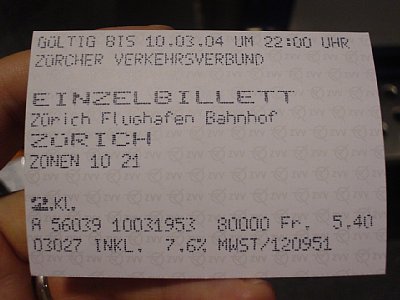 GÜLTIG BIS 10.03.04 UM 22:00 UHR
ZÜRCHER VERKEHRSVERBUND
EINZELBILLETT
Zürich Flughafen Bahnhof
ZÜRICH
ZONEN 10 21
2.Kl.
A 56039 10031953 80000 Fr. 5.40
03027 INKL. 7,6% MWST/120951